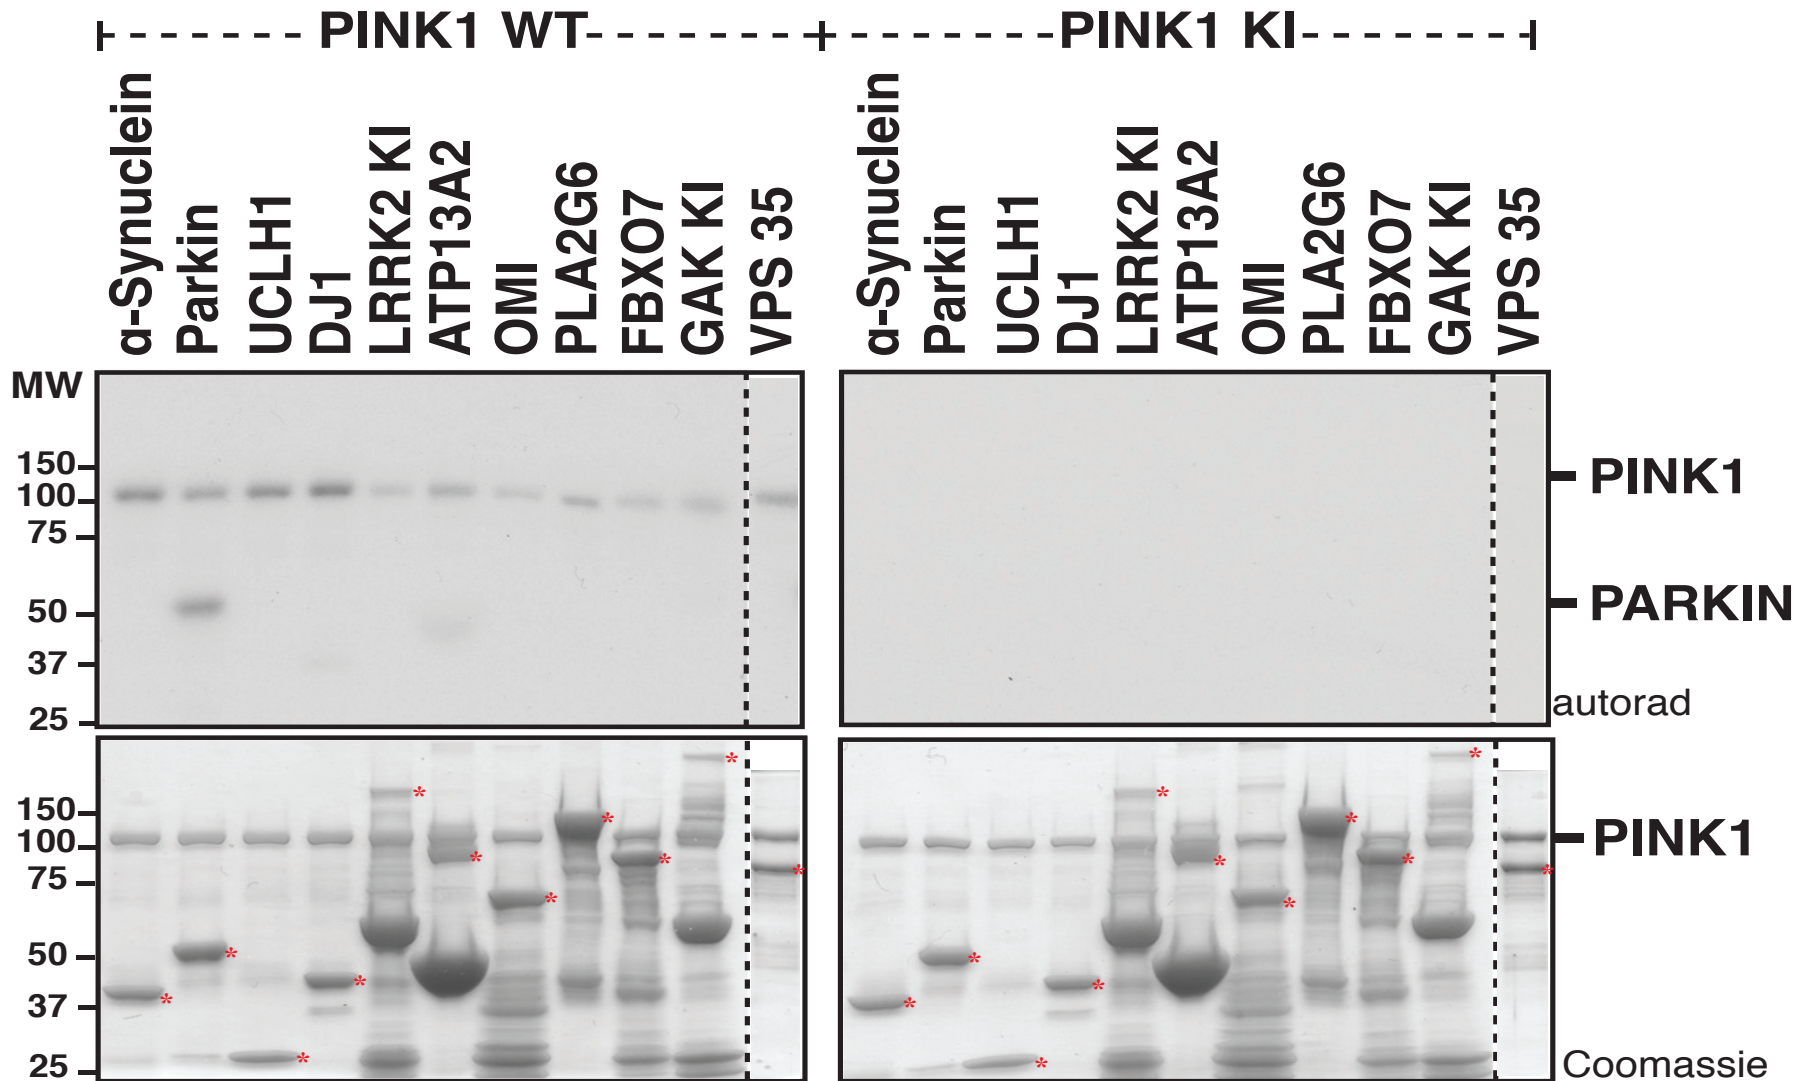 PINK1 WT PINK1 KI
α-Synuclein Parkin UCLH1 DJ1 LRRK2 KI ATP13A2 OMI PLA2G6 FBXO7 GAK KI VPS 35 α-Synuclein Parkin UCLH1 DJ1 LRRK2 KI ATP13A2 OMI PLA2G6 FBXO7 GAK KI VPS 35
MW
150
PINK1
100
75
50
PARKIN
37
25
autorad
* * * * * * * * * * * * * * * * * * * * * *
150
100
PINK1
75
50
37
25
Coomassie